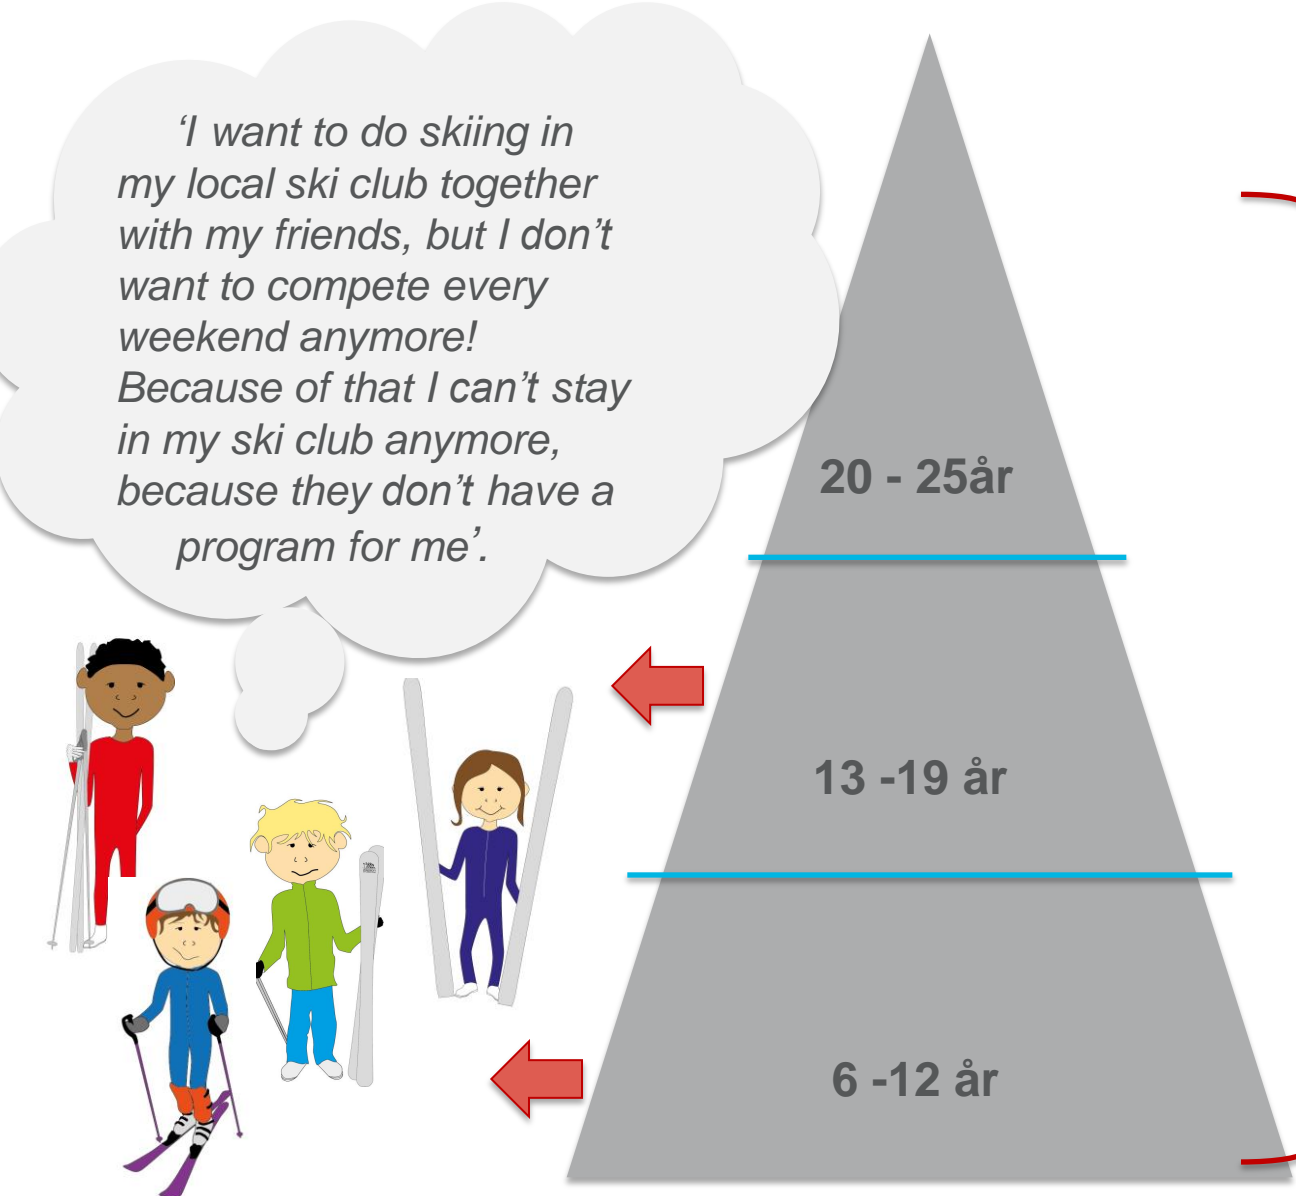 ‘I want to do skiing in
my local ski club together
with my friends, but I don’t
want to compete every
weekend anymore!
Because of that I can’t stay
in my ski club anymore,
because they don’t have a
program for me’.
20 - 25år
13 -19 år
6 -12 år